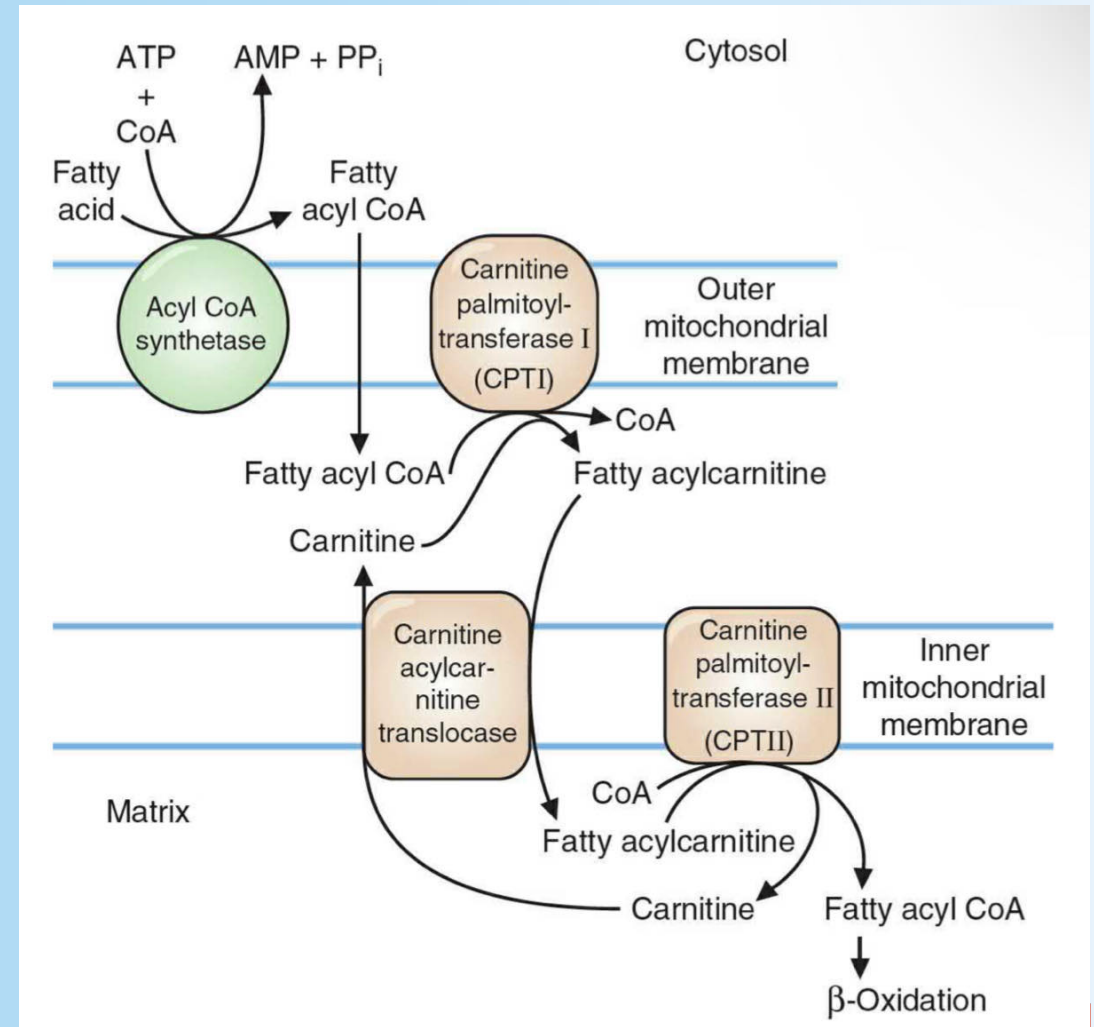 ATP
+
CoA
AMP + PPi
Cytosol
Fatty
acid
Fatty
acyl CoA
Acyl CoA
synthetase
Carnitine
palmitoyl-
transferase I
(CPTI)
Outer
mitochondrial
membrane
CoA
Fatty acyl CoA
Fatty acylcarnitine
Carnitine
Carnitine
acylcar-
nitine
translocase
Carnitine
palmitoyl-
transferase II
(CPTII)
Inner
mitochondrial
membrane
Matrix
CoA
Fatty acylcarnitine
Carnitine
Fatty acyl CoA
β-Oxidation